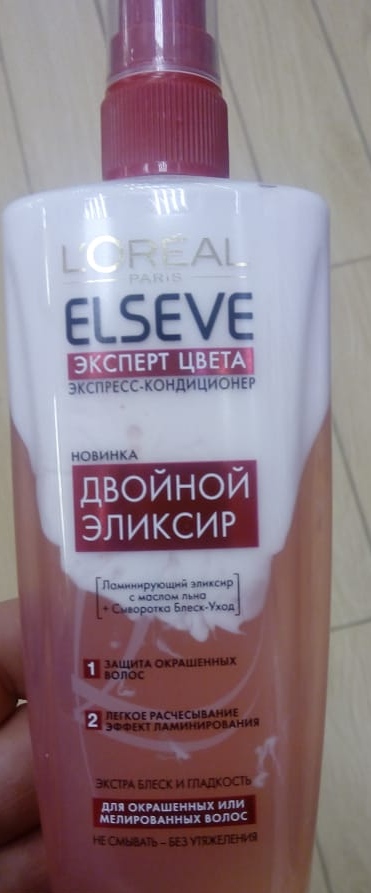 L'ORÉAL
PARIS
ELSEVE
ЭКСПЕРТ ЦВЕТА
ЭКСПРЕСС-КОНДИЦИОНЕР
НОВИНКА
ДВОЙНОЙ
ЭЛИКСИР
Ламинирующий эликсир
с маслом льна
+ Сыворотка Блеск-Уход
1 ЗАЩИТА ОКРАШЕННЫХ
ВОЛОС
2 ЛЕГКОЕ РАСЧЕСЫВАНИЕ
ЭФФЕКТ ЛАМИНИРОВАНИЯ
ЭКСТРА БЛЕСК И ГЛАДКОСТЬ
ДЛЯ ОКРАШЕННЫХ ИЛИ
МЕЛИРОВАННЫХ ВОЛОС
НЕ СМЫВАТЬ – БЕЗ УТЯЖЕЛЕНИЯ